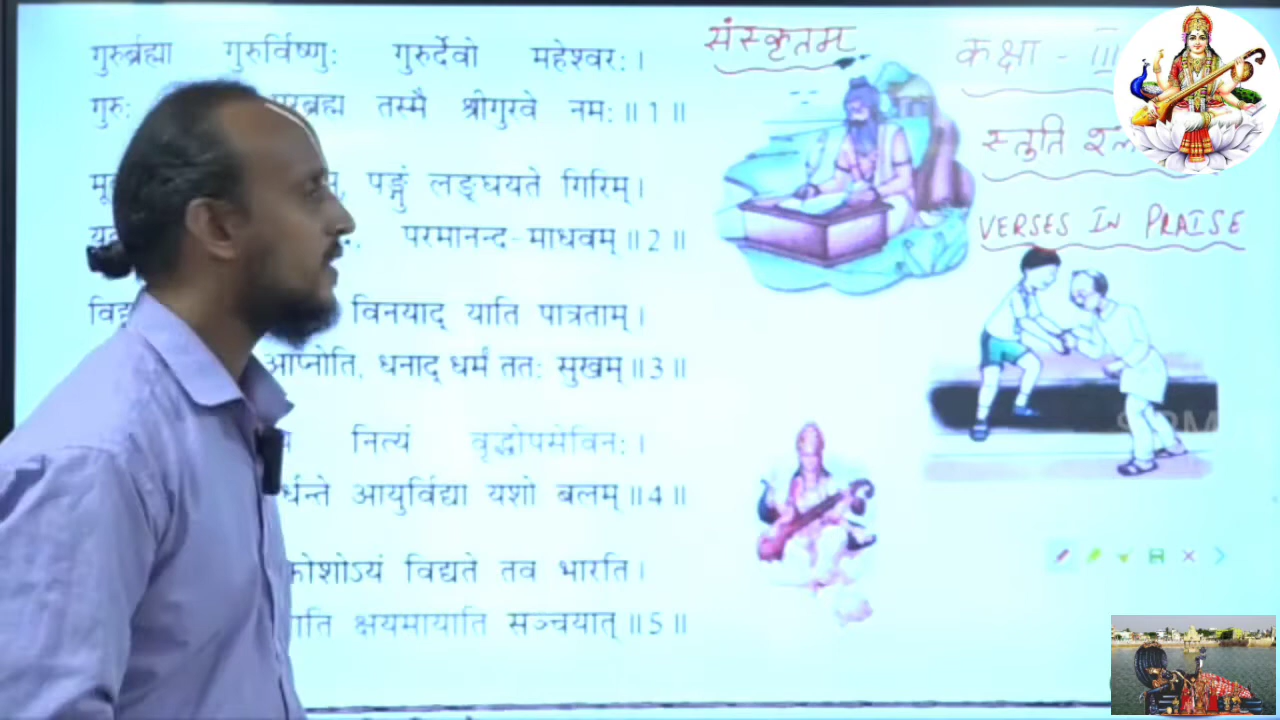 गुरुर्ब्रह्मा गुरुर्विष्णुः गुरुर्देवो महेश्वरः।
गुरुः परब्रह्म तस्मै श्रीगुरवे नमः॥1॥
पङ्गुं लङ्घयते गिरिम्।
परमानन्द-माधवम्॥2॥
विनयाद् याति पात्रताम्।
आप्नोति, धनाद् धर्मं ततः सुखम्॥3॥
नित्यं वृद्धोपसेविनः।
आयुर्विद्या यशो बलम्॥4॥
कोशोऽयं विद्यते तव भारति।
क्षयमायाति सञ्चयात्॥5॥
संस्कृतम्
कक्षा - III
स्तुति
VERSES IN PRAISE